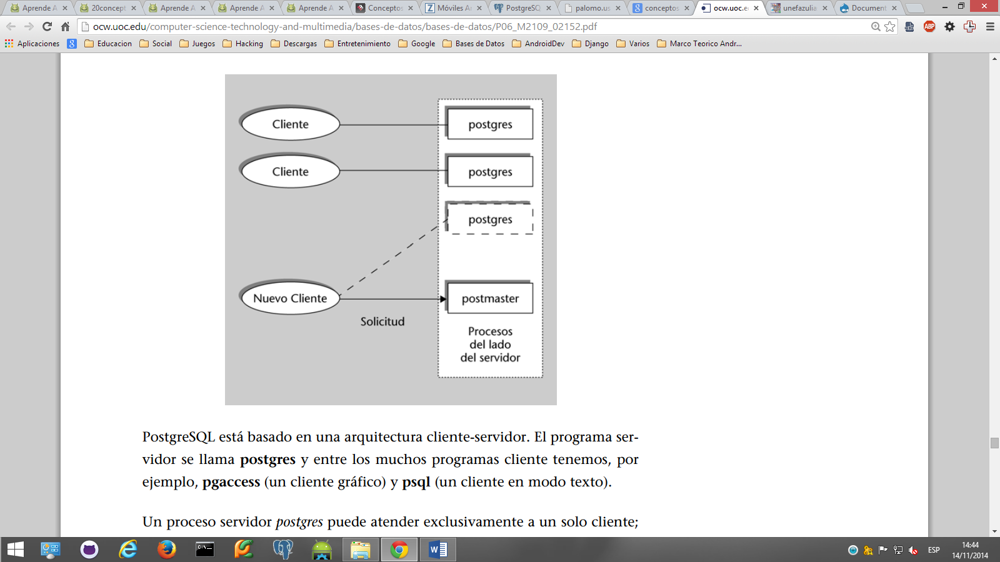 Aprende A
20concept
Aprende A
Aprende A
Aprende A
Conceptos
Móviles An
PostgreSQ
palomo.us
conceptos
ocw.uoc.e
unefazulia
Document
ocw.uoc.edu/computer-science-technology-and-multimedia/bases-de-datos/bases-de-datos/P06_M2109_02152.pdf
ABP
Aplicaciones Educacion Social Juegos Hacking Descargas Entretenimiento Google Bases de Datos AndroidDev Django Varios Marco Teorico Andr...
Cliente postgres
Cliente postgres
postgres
Nuevo Cliente postmaster
Solicitud
Procesos
del lado
del servidor
PostgreSQL está basado en una arquitectura cliente-servidor. El programa ser-
vidor se llama postgres y entre los muchos programas cliente tenemos, por
ejemplo, pgaccess (un cliente gráfico) y psql (un cliente en modo texto).
Un proceso servidor postgres puede atender exclusivamente a un solo cliente;
ESP
14:44
14/11/2014